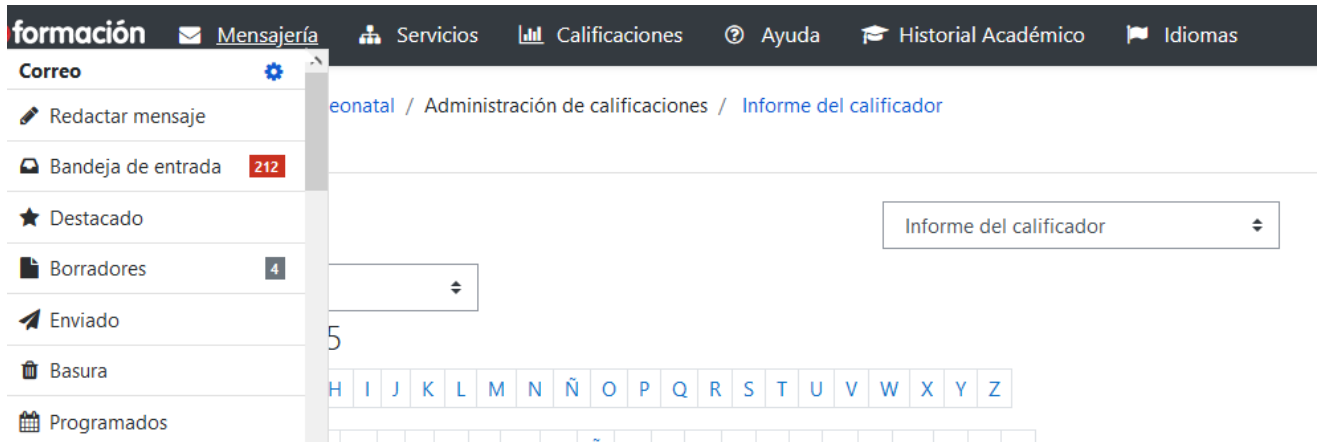 formación Mensajería Servicios Calificaciones Ayuda Historial Académico Idiomas
Correo
Redactar mensaje
Bandeja de entrada 212
Destacado
Borradores 4
Enviado
Basura
Programados
eonatal / Administración de calificaciones / Informe del calificador
Informe del calificador
5
H I J K L M N Ñ O P Q R S T U V W X Y Z